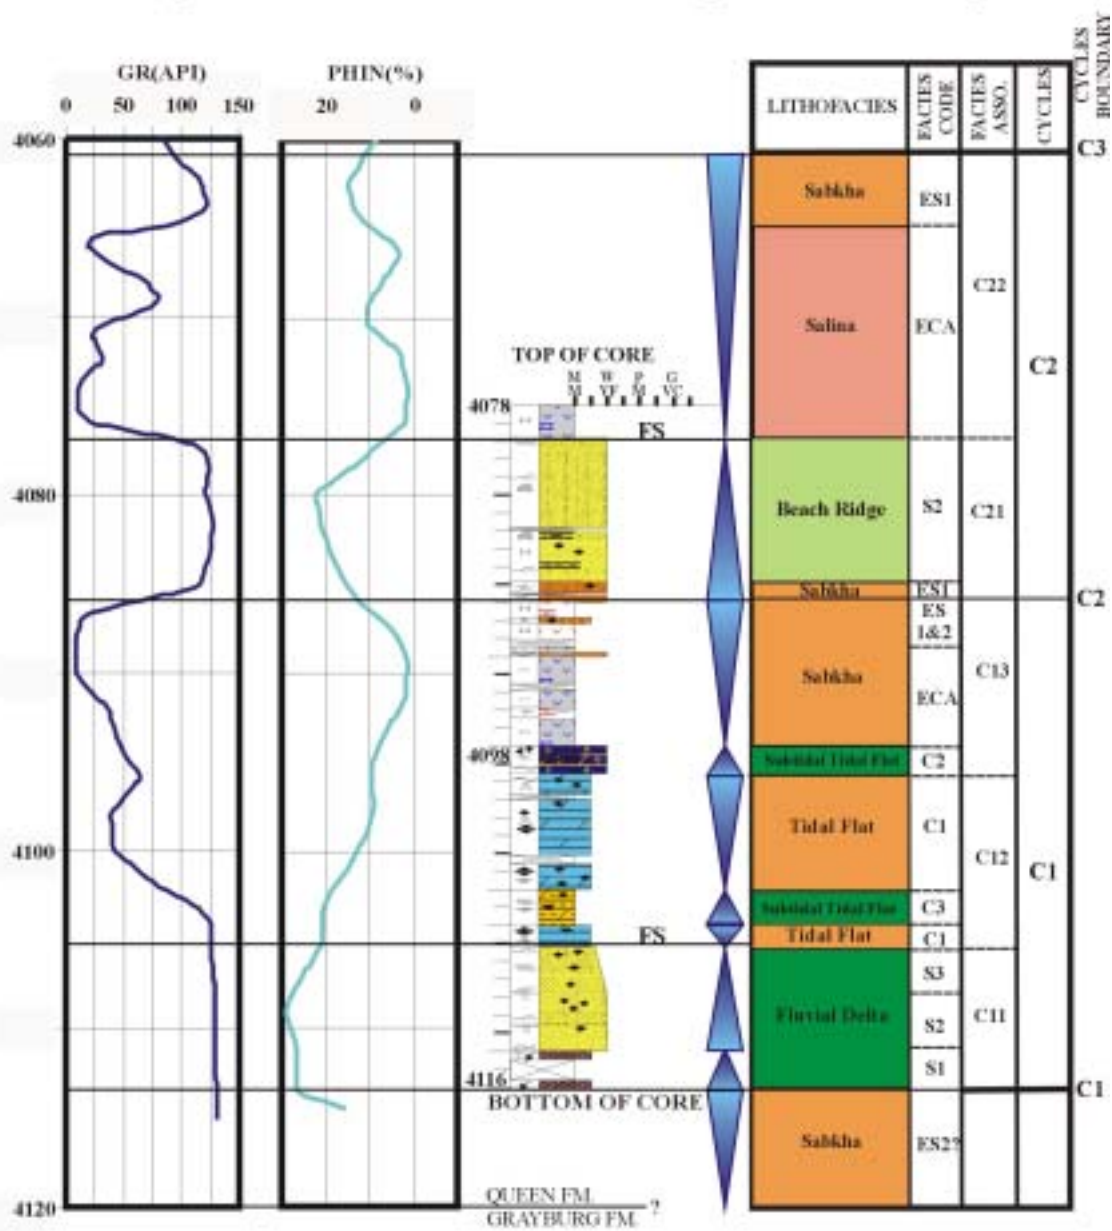 GR(API)
0 50 100 150
PHIN(%)
20 0
LITHOFACIES
FACIES CODE
FACIES ASSO.
CYCLES
CYCLES BOUNDARY
4060
4080
4100
4120
TOP OF CORE
M W P M G
M VF M VC
4078
FS
4098
FS
4116
BOTTOM OF CORE
QUEEN FM.
GRAYBURG FM. ?
Sabkha
Salina
Beach Ridge
Sabkha
Sabkha
Subtidal Tidal Flat
Tidal Flat
Subtidal Tidal Flat
Tidal Flat
Fluvial Delta
Sabkha
ES1
ECA
S2
ES1
ES
1&2
ECA
C2
C1
C3
C1
S3
S2
S1
ES2?
C22
C21
C13
C12
C11
C2
C1
C3
C2
C1